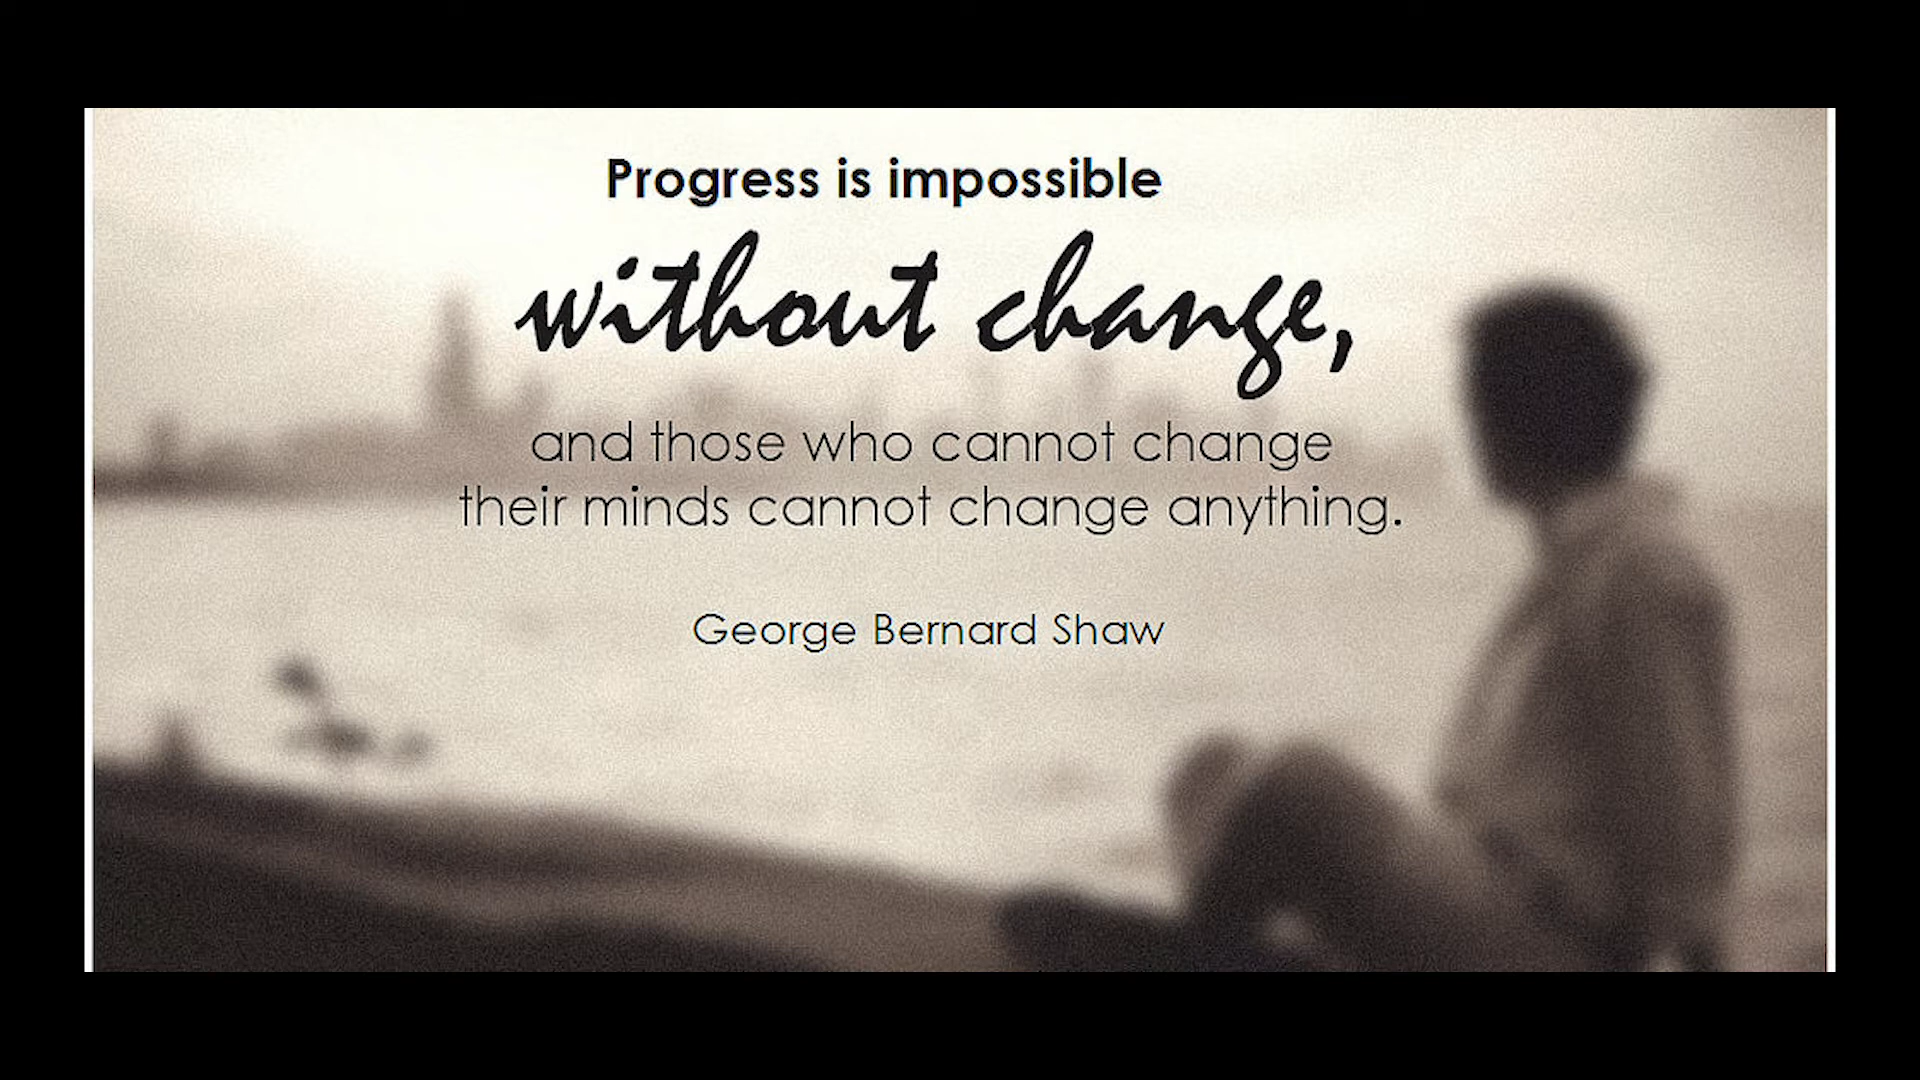 Progress is impossible
without change,
and those who cannot change
their minds cannot change anything.
George Bernard Shaw